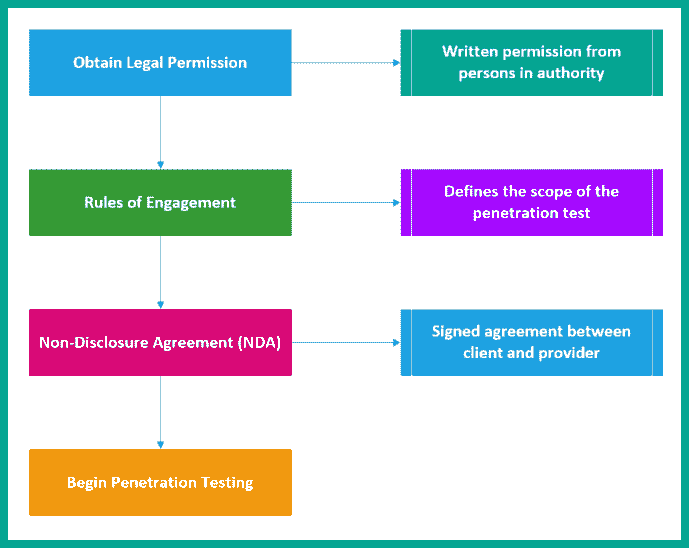 Obtain Legal Permission
Written permission from
persons in authority
Rules of Engagement
Defines the scope of the
penetration test
Non-Disclosure Agreement (NDA)
Signed agreement between
client and provider
Begin Penetration Testing